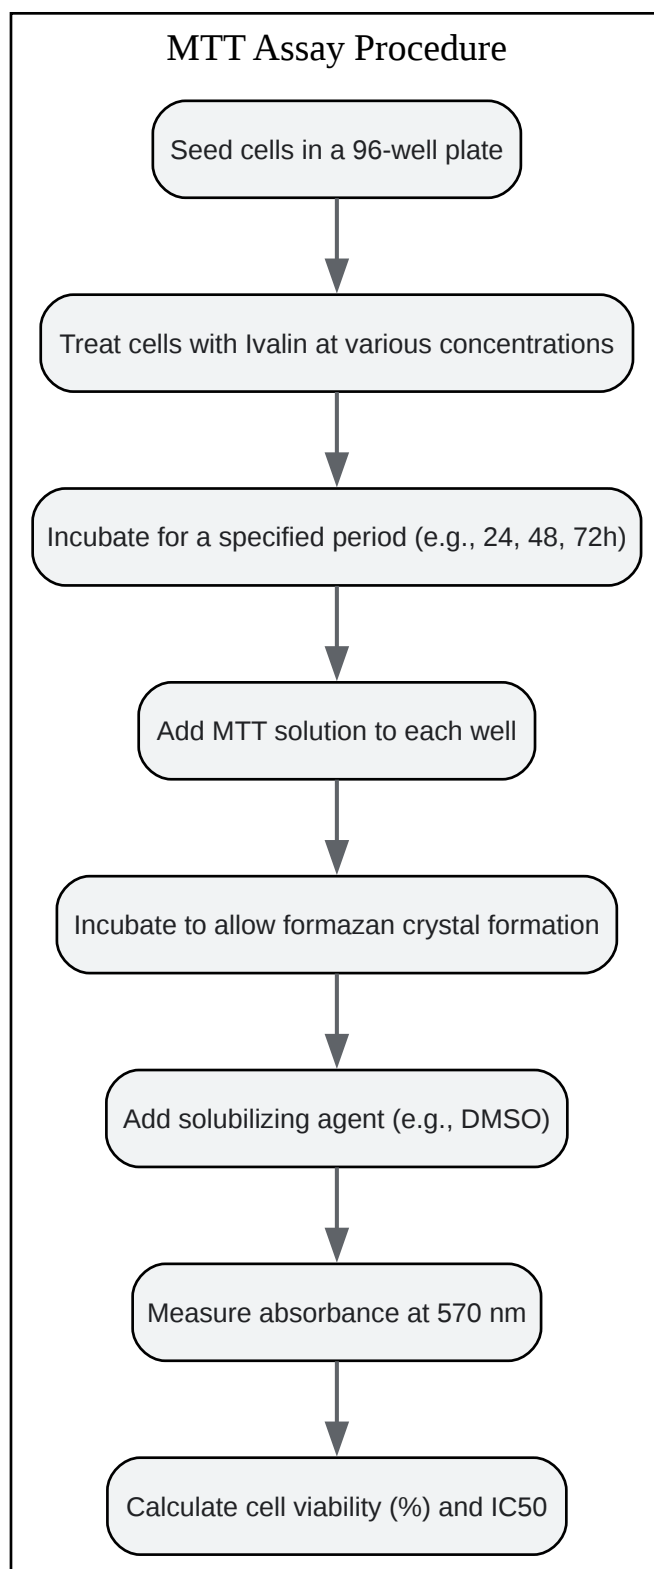 MTT Assay Procedure
Seed cells in a 96-well plate
Treat cells with Ivalin at various concentrations
Incubate for a specified period (e.g., 24, 48, 72h)
Add MTT solution to each well
Incubate to allow formazan crystal formation
Add solubilizing agent (e.g., DMSO)
Measure absorbance at 570 nm
Calculate cell viability (%) and IC50